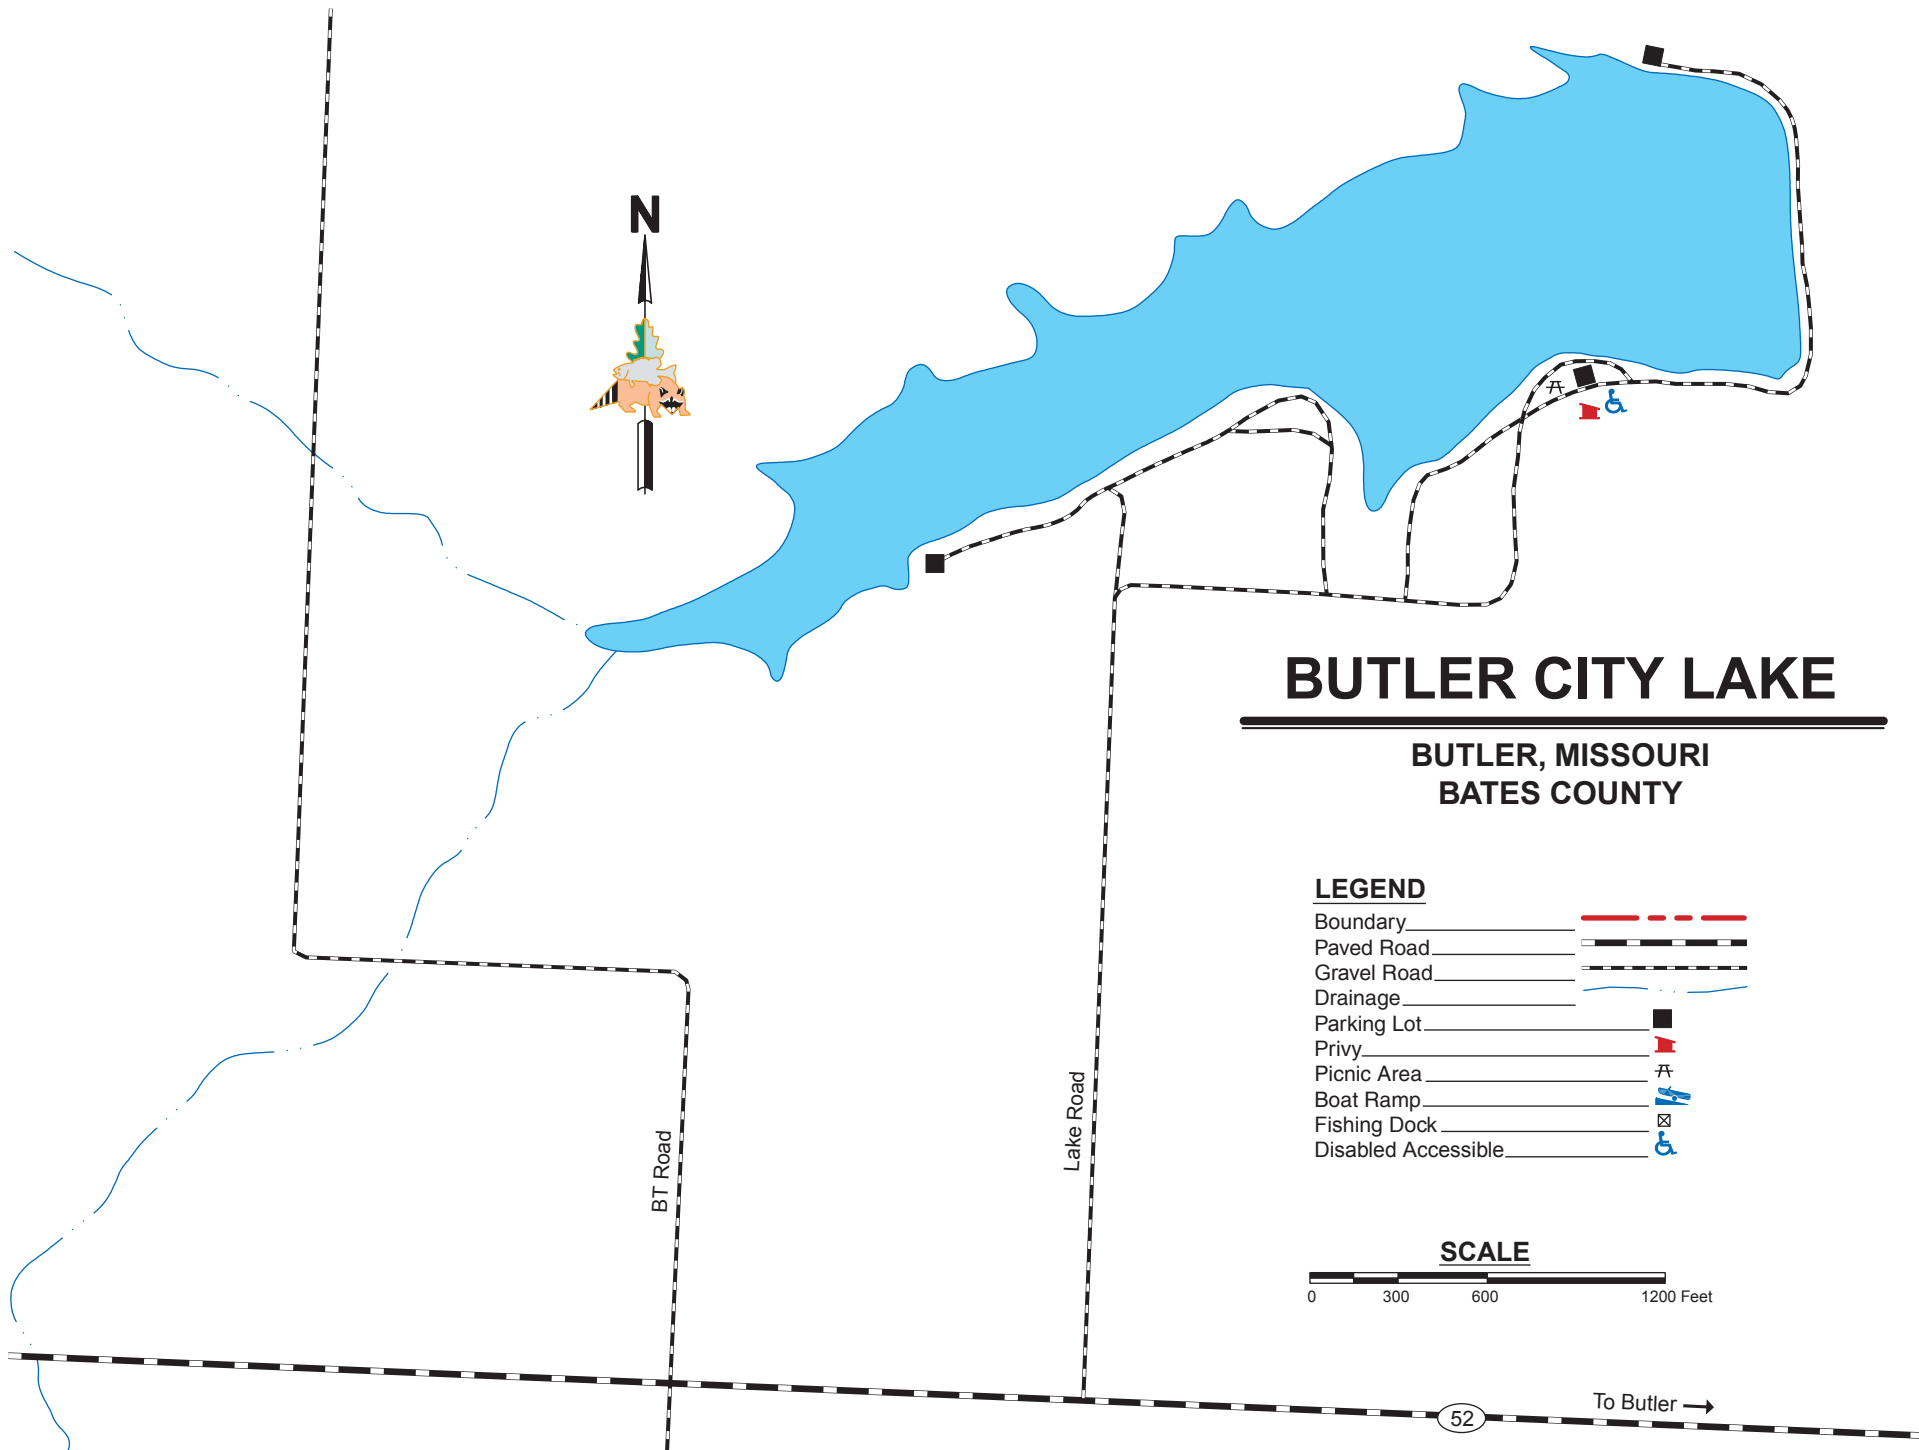 N
BUTLER CITY LAKE
BUTLER, MISSOURI
BATES COUNTY
LEGEND
Boundary
Paved Road
Gravel Road
Drainage
Parking Lot
Privy
Picnic Area
Boat Ramp
Fishing Dock
Disabled Accessible
BT Road
Lake Road
SCALE
0 300 600 1200 Feet
To Butler
52